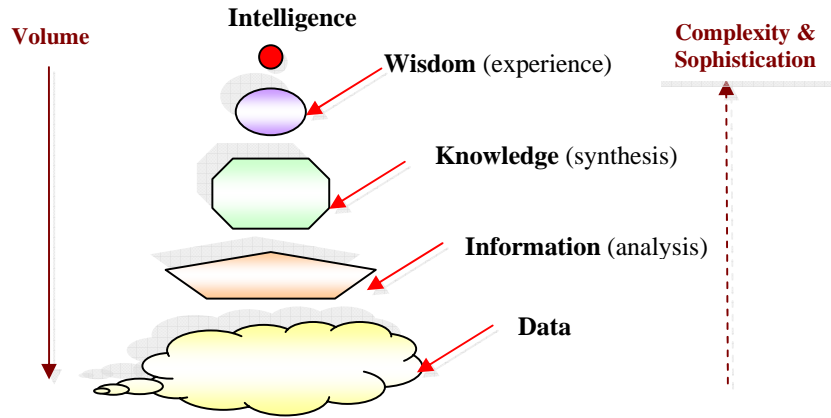 Intelligence
Volume
Complexity &
Sophistication
Wisdom (experience)
Knowledge (synthesis)
Information (analysis)
Data